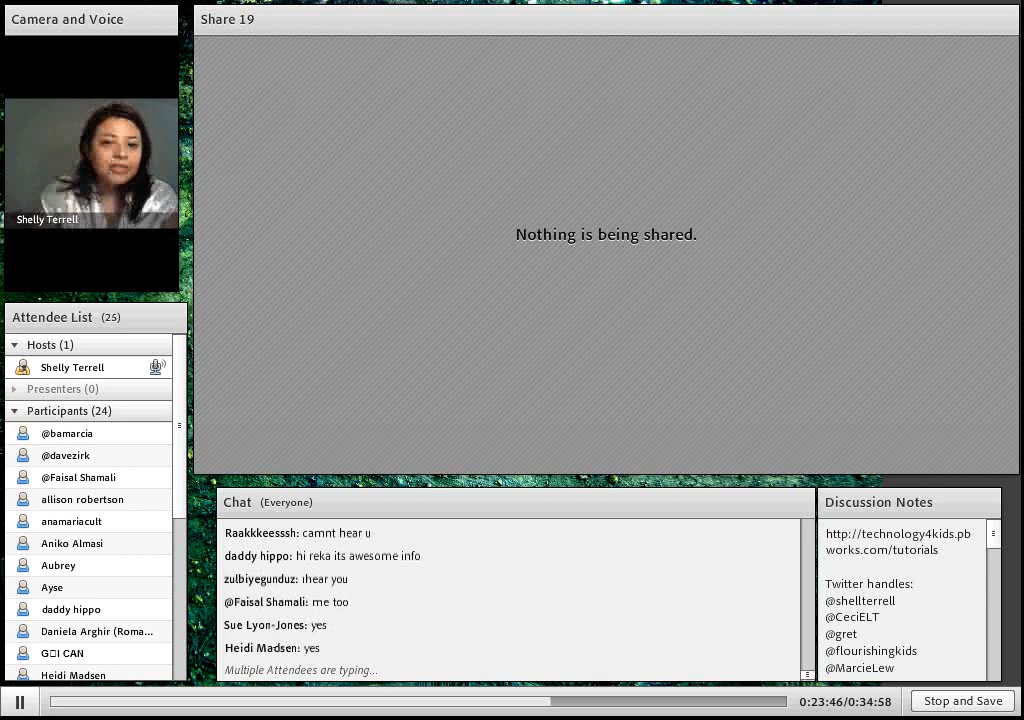 Camera and Voice
Share 19
Shelly Terrell
Nothing is being shared.
Attendee List (25)
Hosts (1)
Shelly Terrell
Presenters (0)
Participants (24)
@bamarcia
@davezirk
@Faisal Shamali
allison robertson
anamariacult
Aniko Almasi
Aubrey
Ayse
daddy hippo
Daniela Arghir (Roma...
G□I CAN
Heidi Madsen
Chat (Everyone)
Raakkkeesssh: camnt hear u
daddy hippo: hi reka its awesome info
zulbiyegunduz: ıhear you
@Faisal Shamali: me too
Sue Lyon-Jones: yes
Heidi Madsen: yes
Multiple Attendees are typing...
Discussion Notes
http://technology4kids.pb
works.com/tutorials
Twitter handles:
@shellterrell
@CeciELT
@gret
@flourishingkids
@MarcieLew
0:23:46/0:34:58
Stop and Save